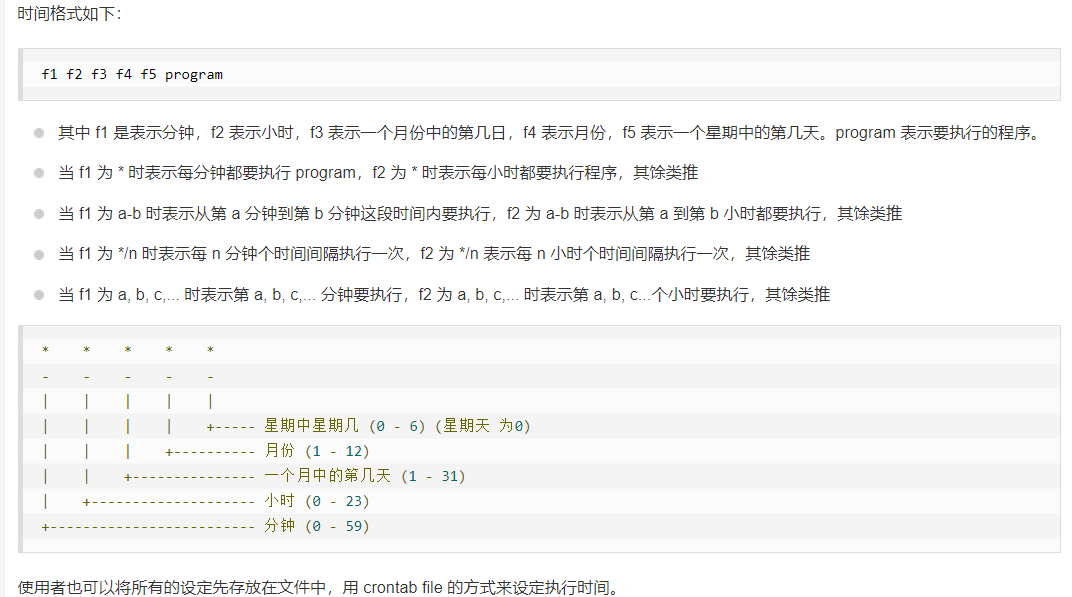 时间格式如下：
f1 f2 f3 f4 f5 program
其中 f1 是表示分钟，f2 表示小时，f3 表示一个月份中的第几日，f4 表示月份，f5 表示一个星期中的第几天。program 表示要执行的程序。
当 f1 为 * 时表示每分钟都要执行 program，f2 为 * 时表示每小时都要执行程序，其馀类推
当 f1 为 a-b 时表示从第 a 分钟到第 b 分钟这段时间内要执行，f2 为 a-b 时表示从第 a 到第 b 小时都要执行，其馀类推
当 f1 为 */n 时表示每 n 分钟个时间间隔执行一次，f2 为 */n 表示每 n 小时个时间间隔执行一次，其馀类推
当 f1 为 a, b, c,... 时表示第 a, b, c,... 分钟要执行，f2 为 a, b, c,... 时表示第 a, b, c...个小时要执行，其馀类推
*    *    *    *    *
-    -    -    -    -
|    |    |    |    |
|    |    |    |    +----- 星期中星期几 (0 - 6) (星期天 为0)
|    |    |    +---------- 月份 (1 - 12)
|    |    +--------------- 一个月中的第几天 (1 - 31)
|    +-------------------- 小时 (0 - 23)
+------------------------- 分钟 (0 - 59)
使用者也可以将所有的设定先存放在文件中，用 crontab file 的方式来设定执行时间。